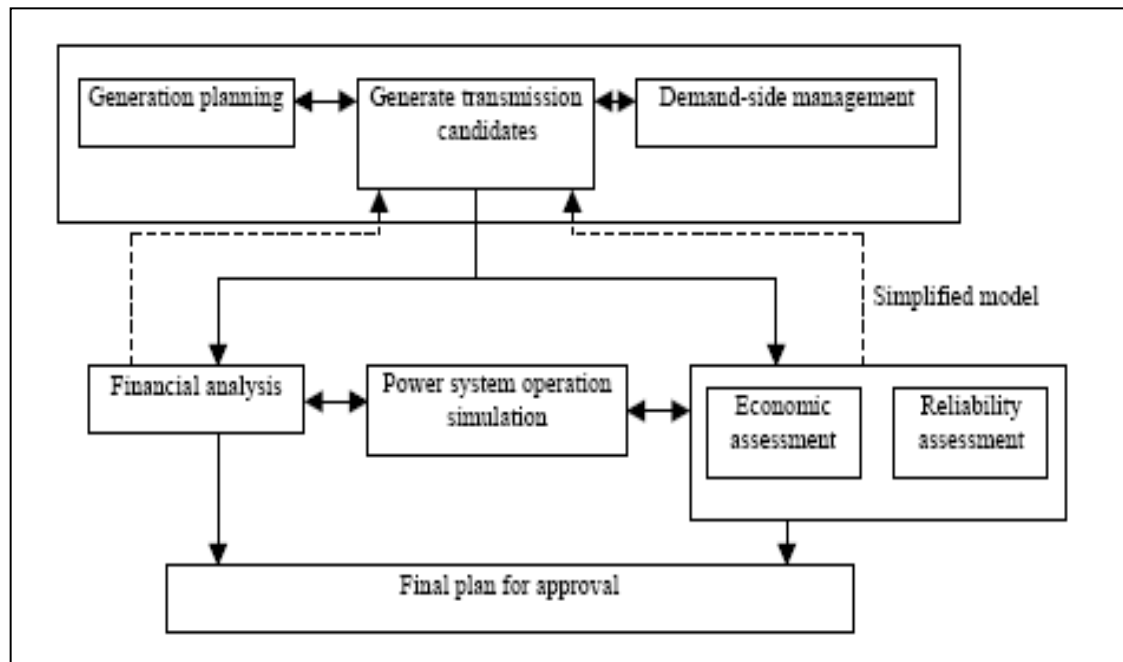 Generation planning
Generate transmission
candidates
Demand-side management
Simplified model
Financial analysis
Power system operation
simulation
Economic
assessment
Reliability
assessment
Final plan for approval